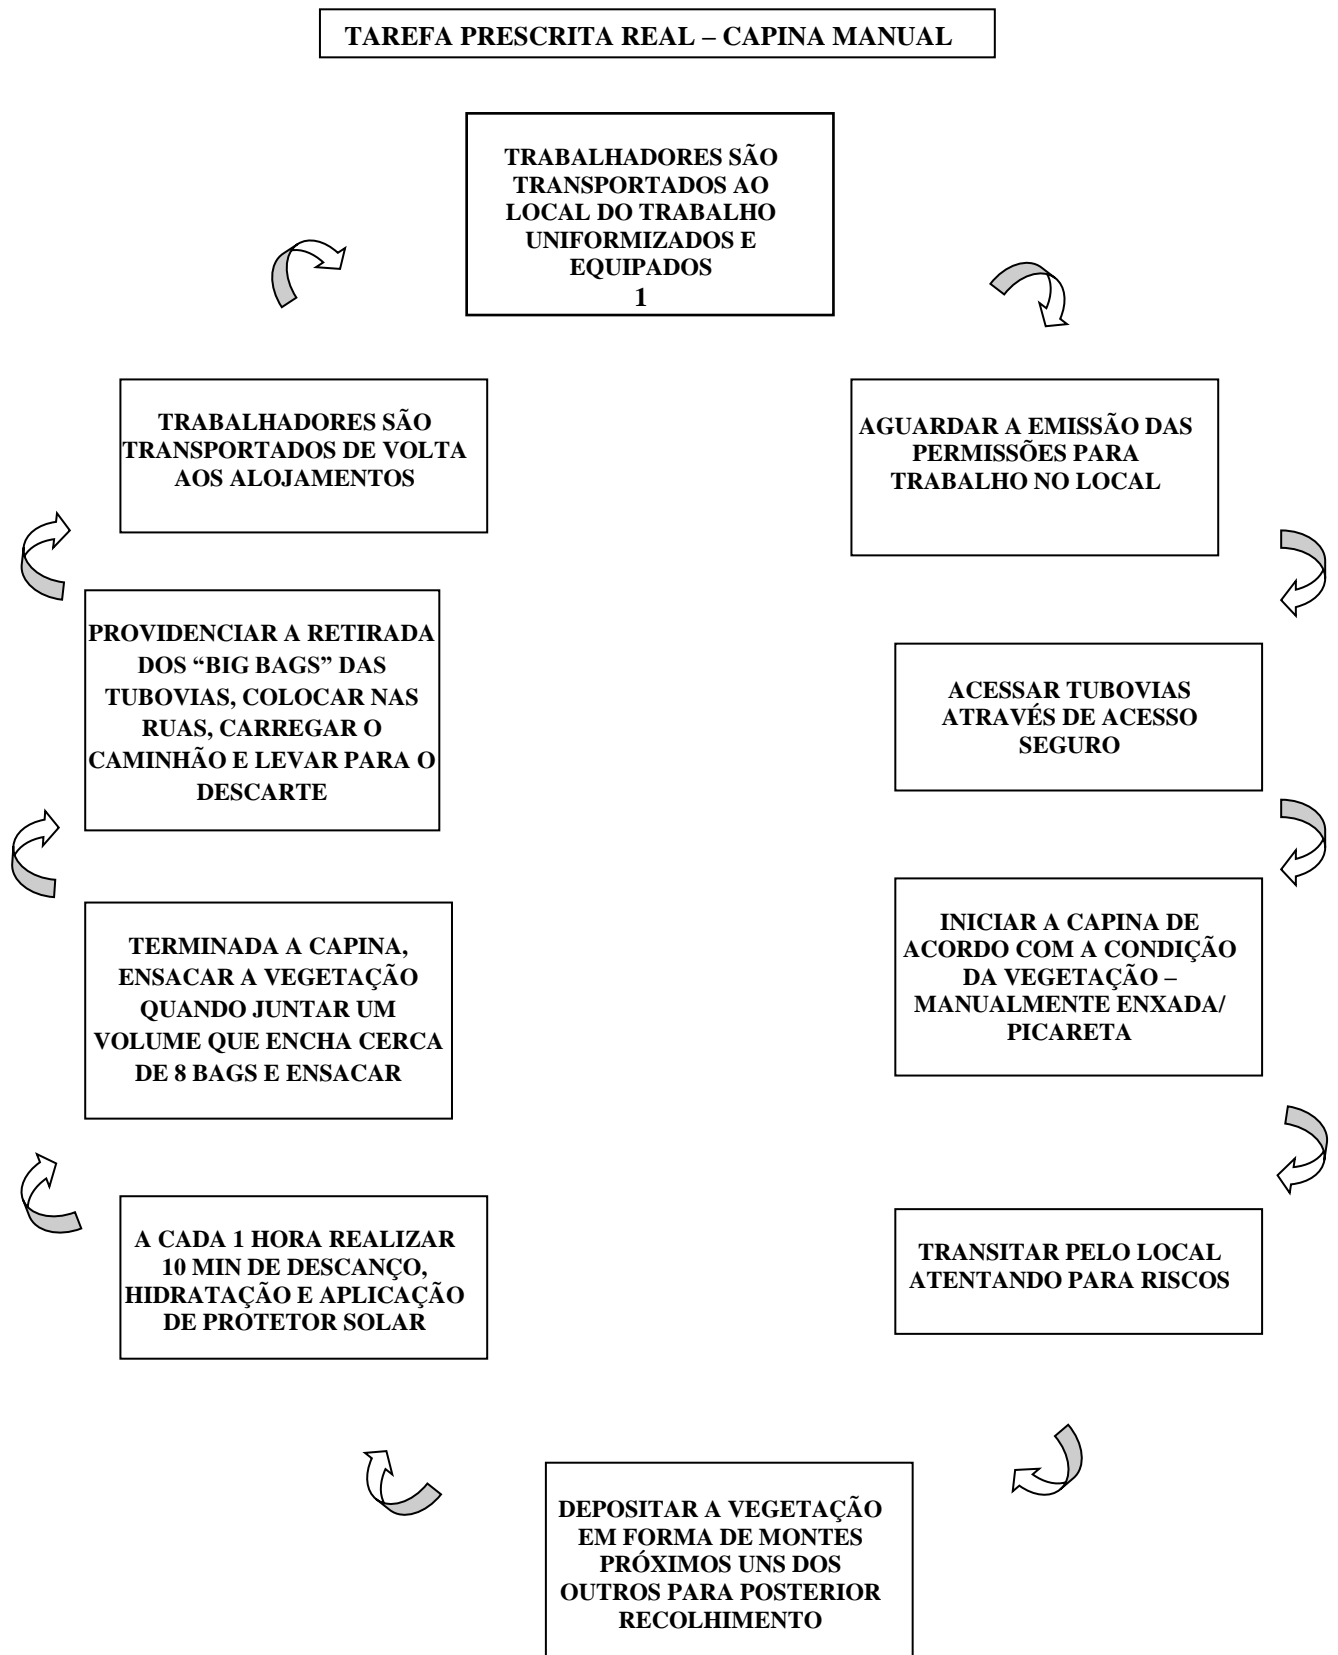 TAREFA PRESCRITA REAL – CAPINA MANUAL
TRABALHADORES SÃO
TRANSPORTADOS AO
LOCAL DO TRABALHO
UNIFORMIZADOS E
EQUIPADOS
1
AGUARDAR A EMISSÃO DAS
PERMISSÕES PARA
TRABALHO NO LOCAL
ACESSAR TUBOVIAS
ATRAVÉS DE ACESSO
SEGURO
INICIAR A CAPINA DE
ACORDO COM A CONDIÇÃO
DA VEGETAÇÃO –
MANUALMENTE ENXADA/
PICARETA
TRANSITAR PELO LOCAL
ATENTANDO PARA RISCOS
DEPOSITAR A VEGETAÇÃO
EM FORMA DE MONTES
PRÓXIMOS UNS DOS
OUTROS PARA POSTERIOR
RECOLHIMENTO
A CADA 1 HORA REALIZAR
10 MIN DE DESCANÇO,
HIDRATAÇÃO E APLICAÇÃO
DE PROTETOR SOLAR
TERMINADA A CAPINA,
ENSACAR A VEGETAÇÃO
QUANDO JUNTAR UM
VOLUME QUE ENCHA CERCA
DE 8 BAGS E ENSACAR
PROVIDENCIAR A RETIRADA
DOS “BIG BAGS” DAS
TUBOVIAS, COLOCAR NAS
RUAS, CARREGAR O
CAMINHÃO E LEVAR PARA O
DESCARTE
TRABALHADORES SÃO
TRANSPORTADOS DE VOLTA
AOS ALOJAMENTOS